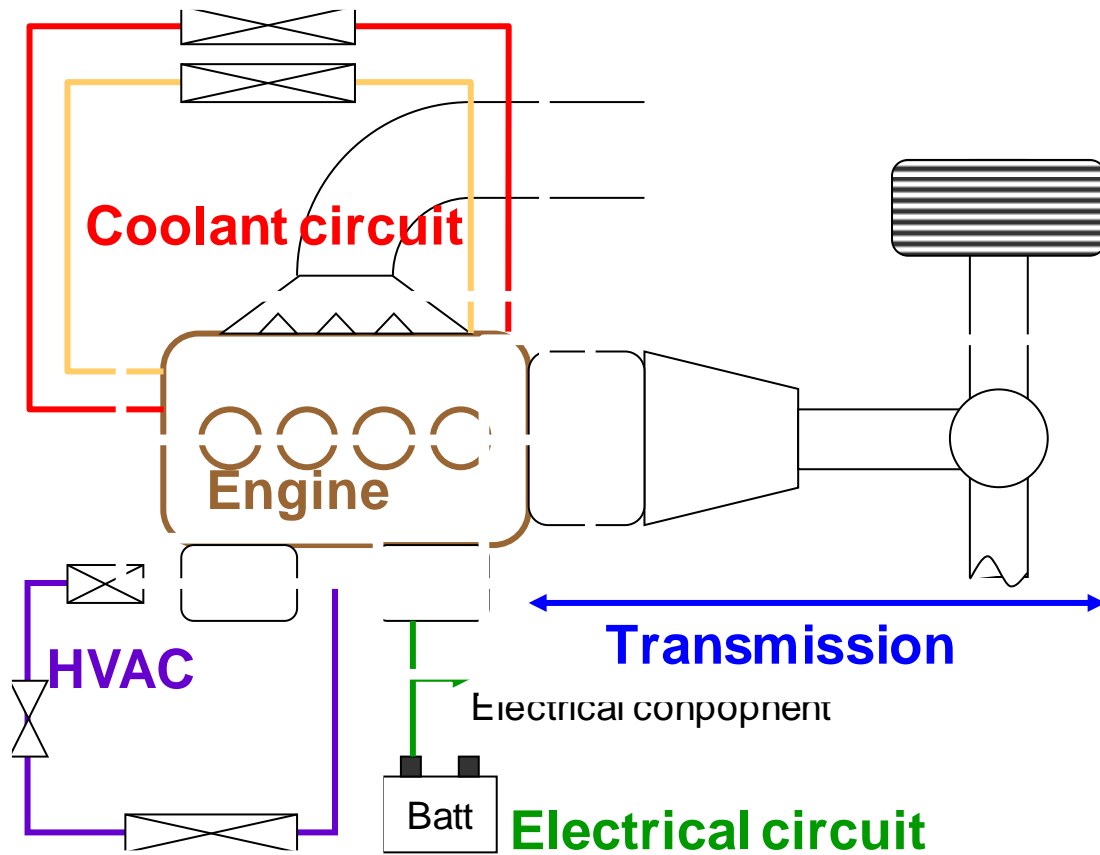 Coolant circuit
Engine
Transmission
HVAC
Electrical conpopnent
Batt
Electrical circuit